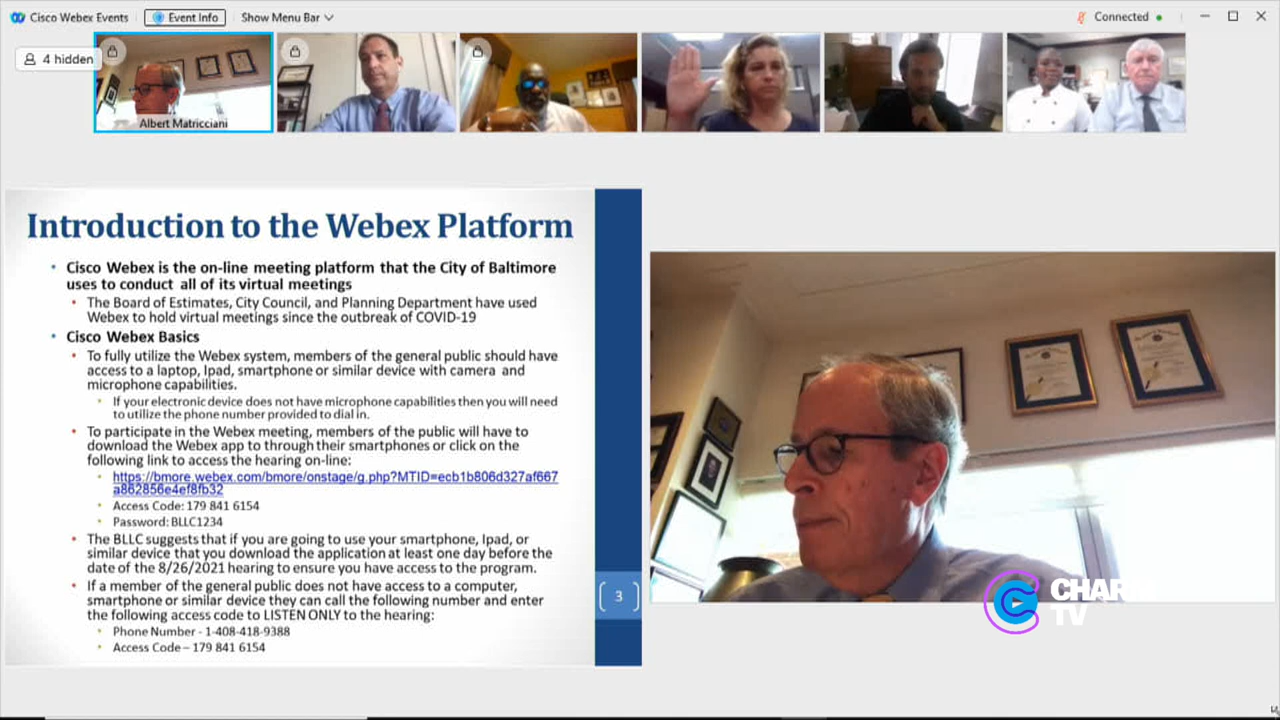 Cisco Webex Events
Event Info
Show Menu Bar
Connected
4 hidden
Albert Matricciani
Introduction to the Webex Platform
• Cisco Webex is the on-line meeting platform that the City of Baltimore
uses to conduct all of its virtual meetings
• The Board of Estimates, City Council, and Planning Department have used
Webex to hold virtual meetings since the outbreak of COVID-19
• Cisco Webex Basics
• To fully utilize the Webex system, members of the general public should have
access to a laptop, Ipad, smartphone or similar device with camera and
microphone capabilities.
• If your electronic device does not have microphone capabilities then you will need
to utilize the phone number provided to dial in.
• To participate in the Webex meeting, members of the public will have to
download the Webex app to through their smartphones or click on the
following link to access the hearing on-line:
• https://bmore.webex.com/bmore/onstage/g.php?MTID=ecb1b806d327af667
a862856e4ef8fb32
• Access Code: 179 841 6154
• Password: BLLC1234
• The BLLC suggests that if you are going to use your smartphone, Ipad, or
similar device that you download the application at least one day before the
date of the 8/26/2021 hearing to ensure you have access to the program.
• If a member of the general public does not have access to a computer,
smartphone or similar device they can call the following number and enter
the following access code to LISTEN ONLY to the hearing:
• Phone Number - 1-408-418-9388
• Access Code – 179 841 6154
3
TV